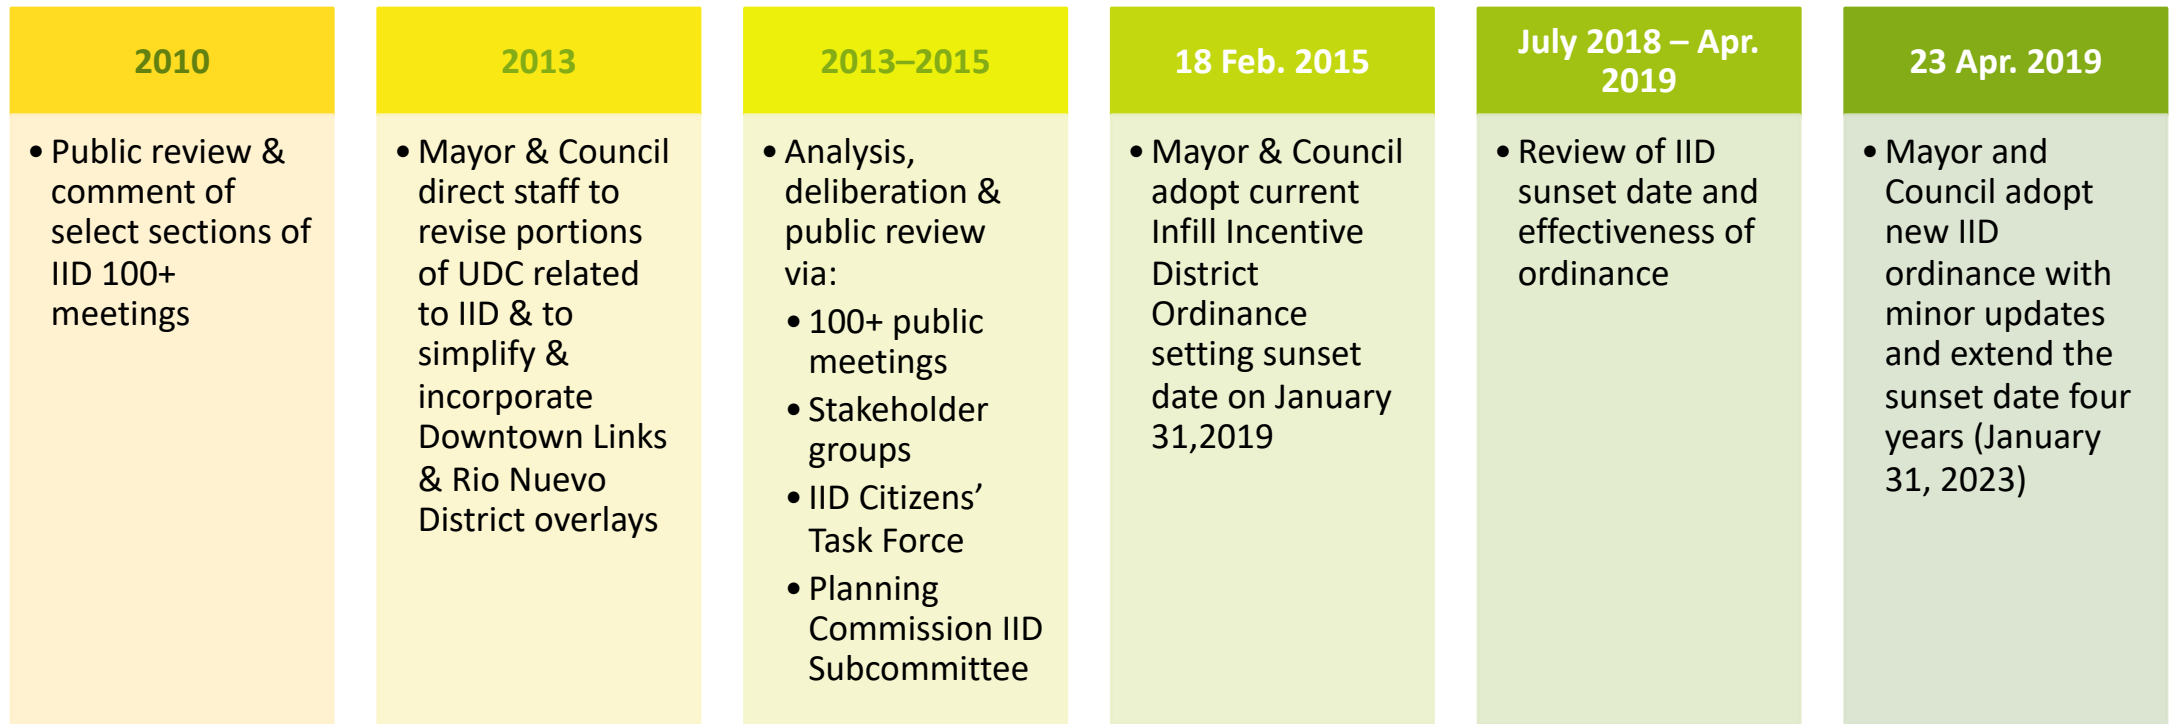 2010
• Public review &
comment of
select sections of
IID 100+
meetings
2013
• Mayor & Council
direct staff to
revise portions
of UDC related
to IID & to
simplify &
incorporate
Downtown Links
& Rio Nuevo
District overlays
2013–2015
• Analysis,
deliberation &
public review
via:
• 100+ public
meetings
• Stakeholder
groups
• IID Citizens’
Task Force
• Planning
Commission IID
Subcommittee
18 Feb. 2015
• Mayor & Council
adopt current
Infill Incentive
District
Ordinance
setting sunset
date on January
31,2019
July 2018 – Apr.
2019
• Review of IID
sunset date and
effectiveness of
ordinance
23 Apr. 2019
• Mayor and
Council adopt
new IID
ordinance with
minor updates
and extend the
sunset date four
years (January
31, 2023)